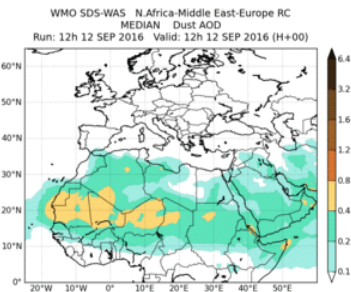 WMO SDS-WAS N.Africa-Middle East-Europe RC
MEDIAN Dust AOD
Run: 12h 12 SEP 2016 Valid: 12h 12 SEP 2016 (H+00)
60°N
50°N
40°N
30°N
20°N
10°N
0°
20°W 10°W 0° 10°E 20°E 30°E 40°E 50°E
6.4
3.2
1.6
1.2
0.8
0.4
0.2
0.1